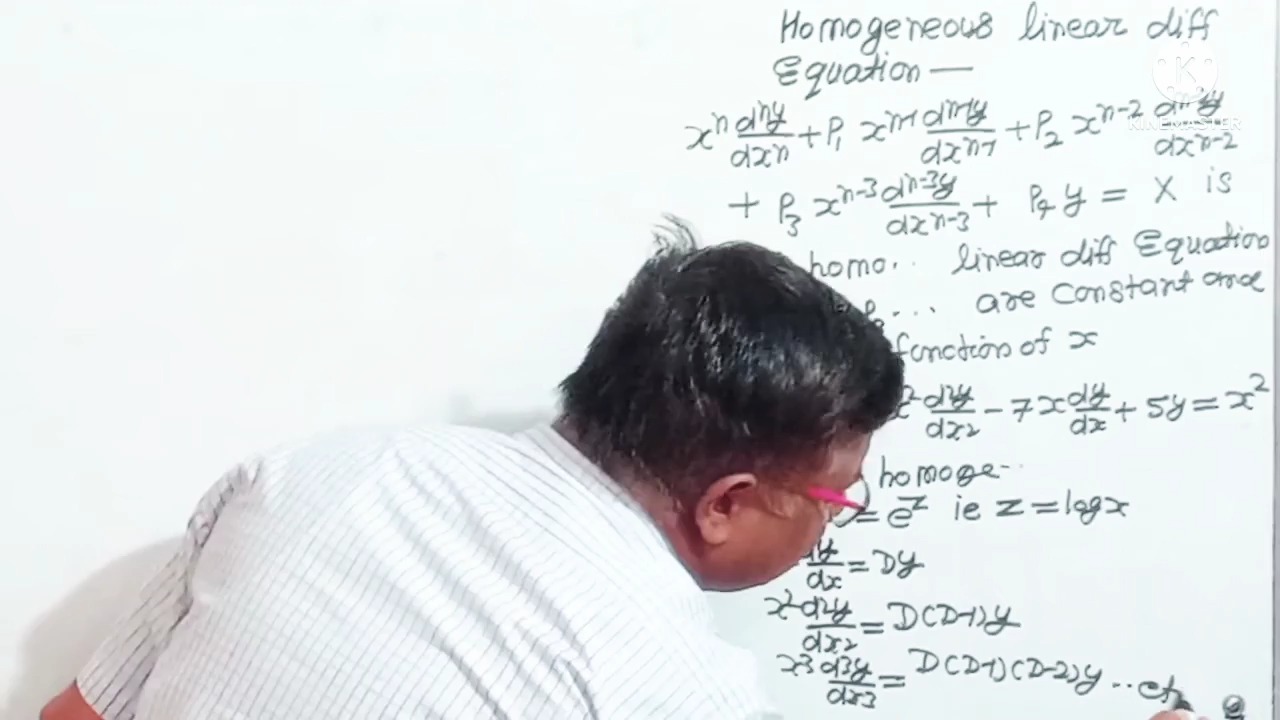 Homogeneous linear diff
Equation —
xⁿ dⁿy/dxⁿ + P₁ xⁿ⁻¹ dⁿ⁻¹y/dxⁿ⁻¹ + P₂ xⁿ⁻² dⁿ⁻²y/dxⁿ⁻²
+ P₃ xⁿ⁻³ dⁿ⁻³y/dxⁿ⁻³ + P₄ y = X is
homo.. linear diff Equation
... are constant and
function of x
x² d²y/dx² - 7x dy/dx + 5y = x²
homoge--
= e^z ie z = log x
dy/dx = Dy
x² d²y/dx² = D(D-1)y
x³ d³y/dx³ = D(D-1)(D-2)y ..etc
K
KINEMASTER